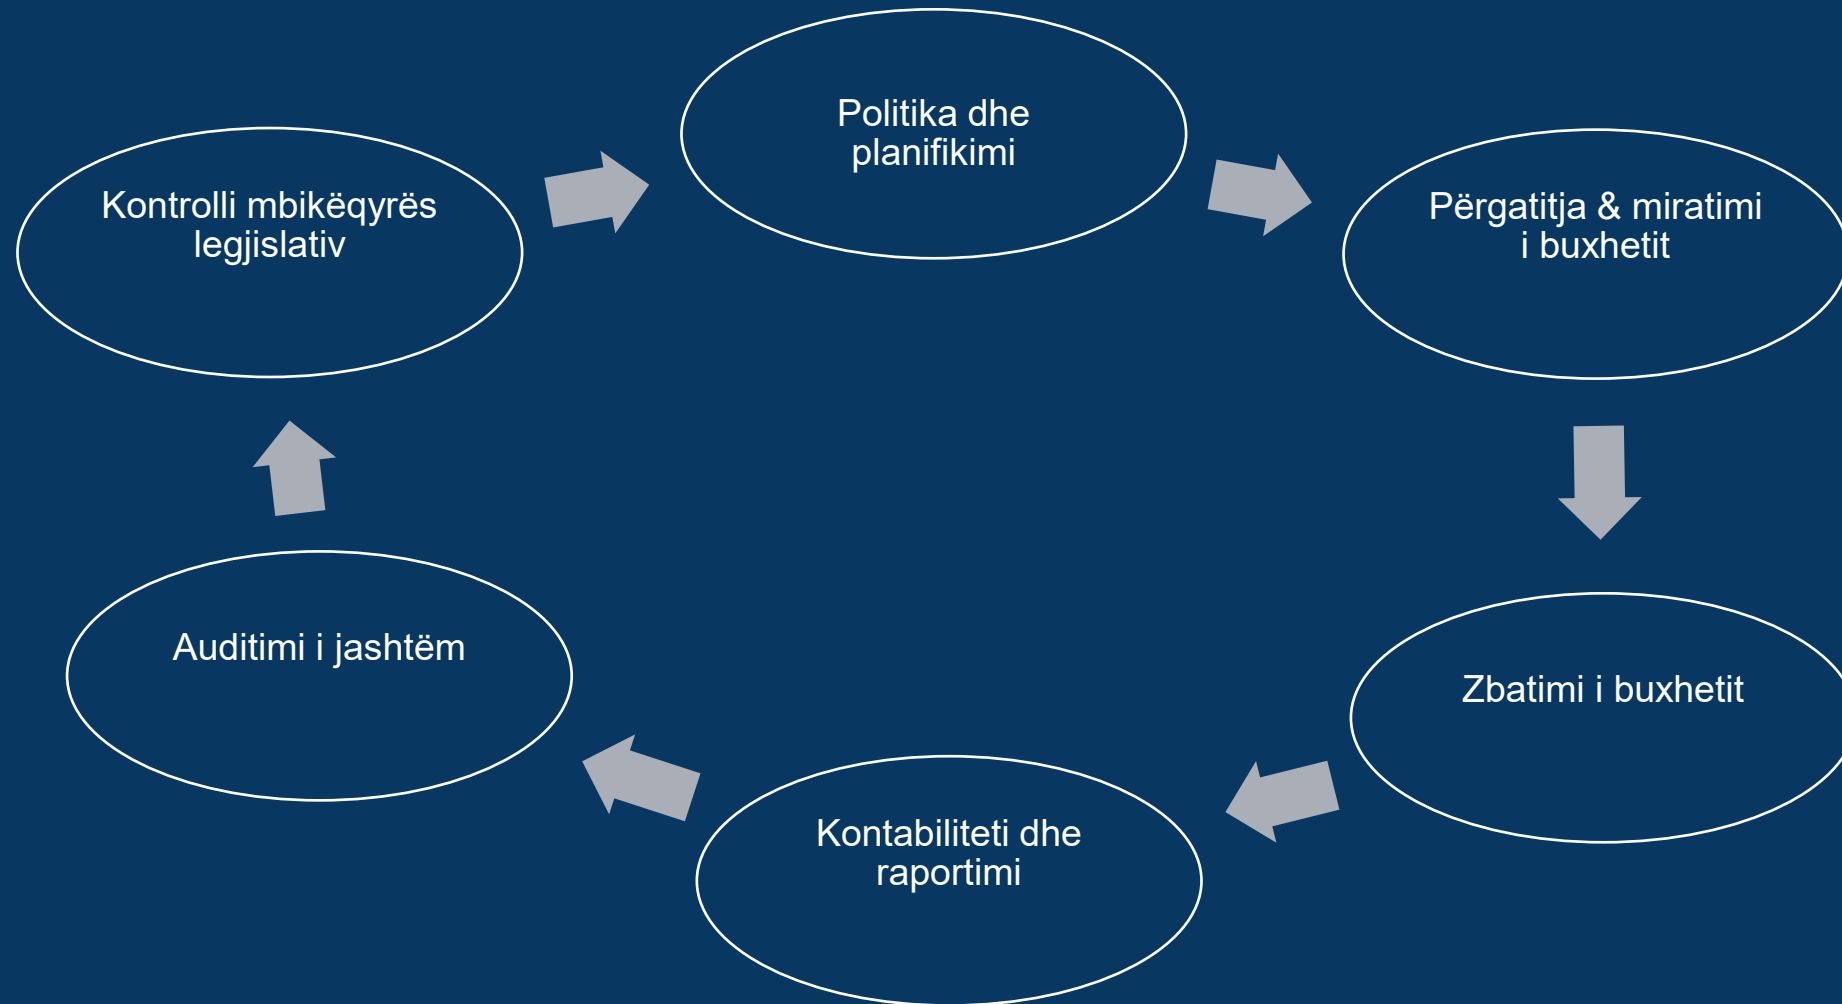 Politika dhe
planifikimi
Përgatitja & miratimi
i buxhetit
Zbatimi i buxhetit
Kontabiliteti dhe
raportimi
Auditimi i jashtëm
Kontrolli mbikëqyrës
legjislativ